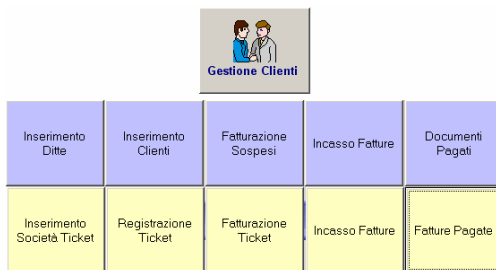 Gestione Clienti
Inserimento
Ditte
Inserimento
Clienti
Fatturazione
Sospesi
Incasso Fatture
Documenti
Pagati
Inserimento
Società Ticket
Registrazione
Ticket
Fatturazione
Ticket
Incasso Fatture
Fatture Pagate